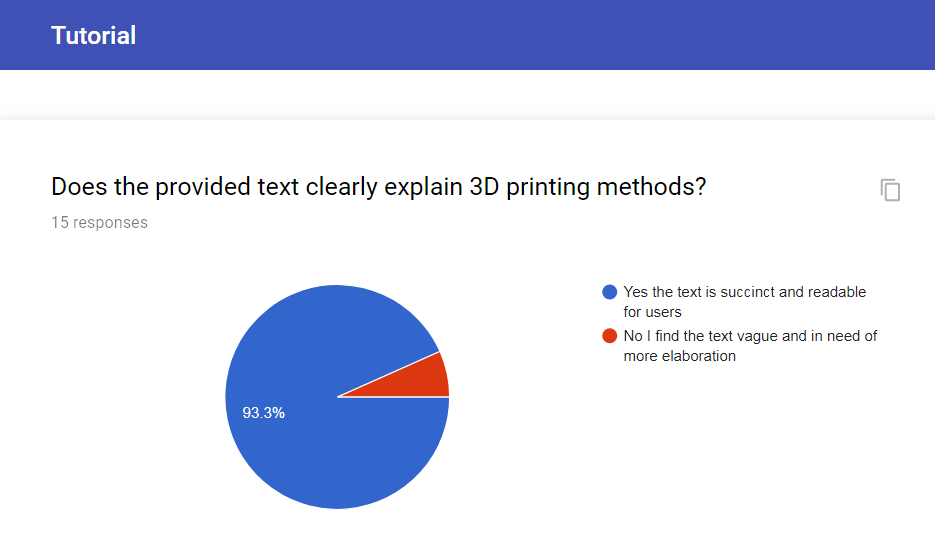 Tutorial
Does the provided text clearly explain 3D printing methods?
15 responses
Yes the text is succinct and readable
for users
No I find the text vague and in need of
more elaboration
93.3%